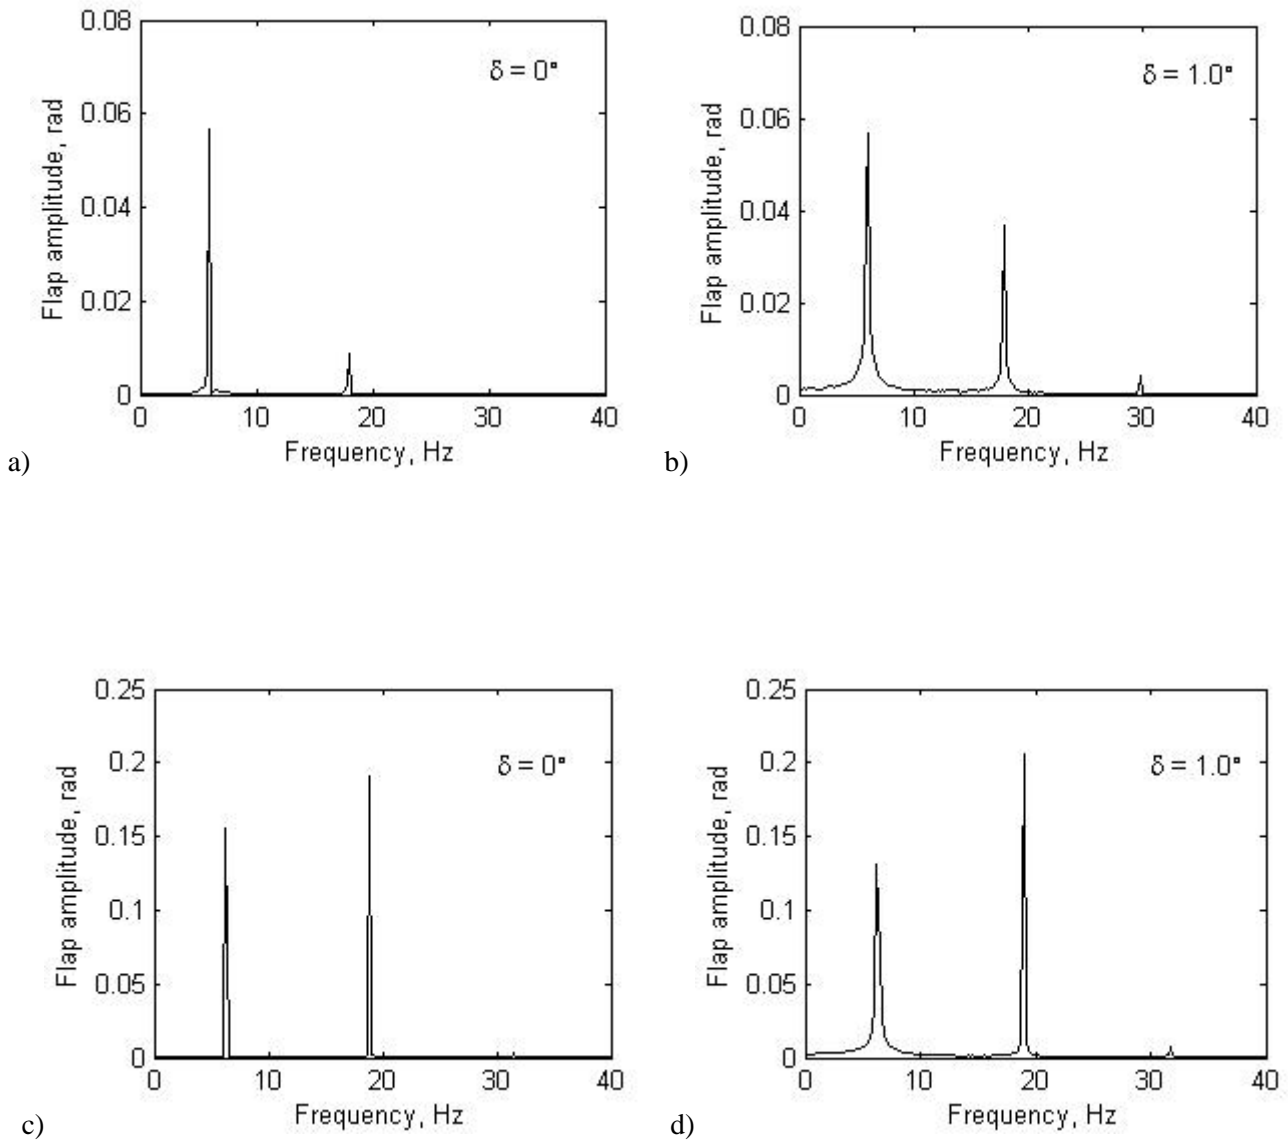 0.08
δ = 0°
0.06
0.04
0.02
0
0 10 20 30 40
Flap amplitude, rad
Frequency, Hz
a)
0.08
δ = 1.0°
0.06
0.04
0.02
0
0 10 20 30 40
Flap amplitude, rad
Frequency, Hz
b)
0.25
δ = 0°
0.2
0.15
0.1
0.05
0
0 10 20 30 40
Flap amplitude, rad
Frequency, Hz
c)
0.25
δ = 1.0°
0.2
0.15
0.1
0.05
0
0 10 20 30 40
Flap amplitude, rad
Frequency, Hz
d)